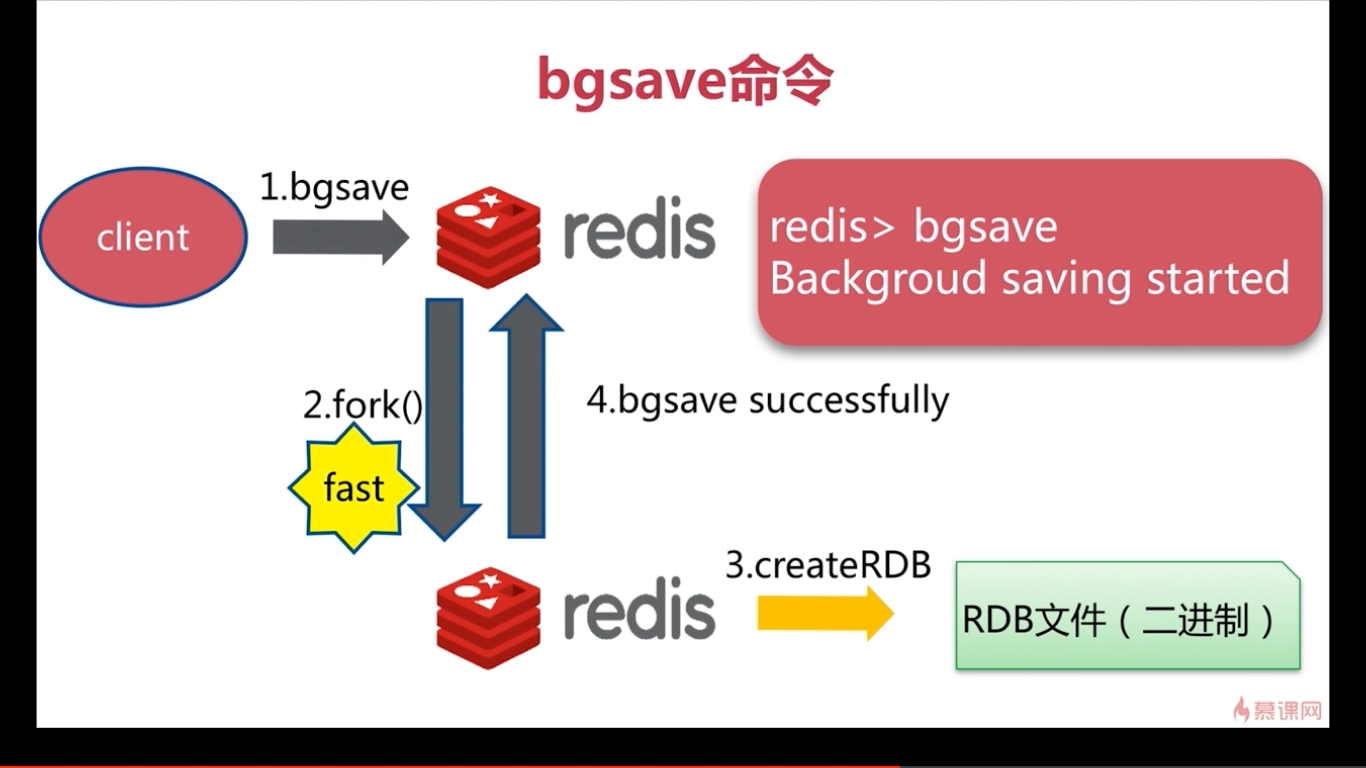 bgsave命令
client
1.bgsave
redis
redis> bgsave
Backgroud saving started
2.fork()
fast
4.bgsave successfully
redis
3.createRDB
RDB文件（二进制）
慕课网